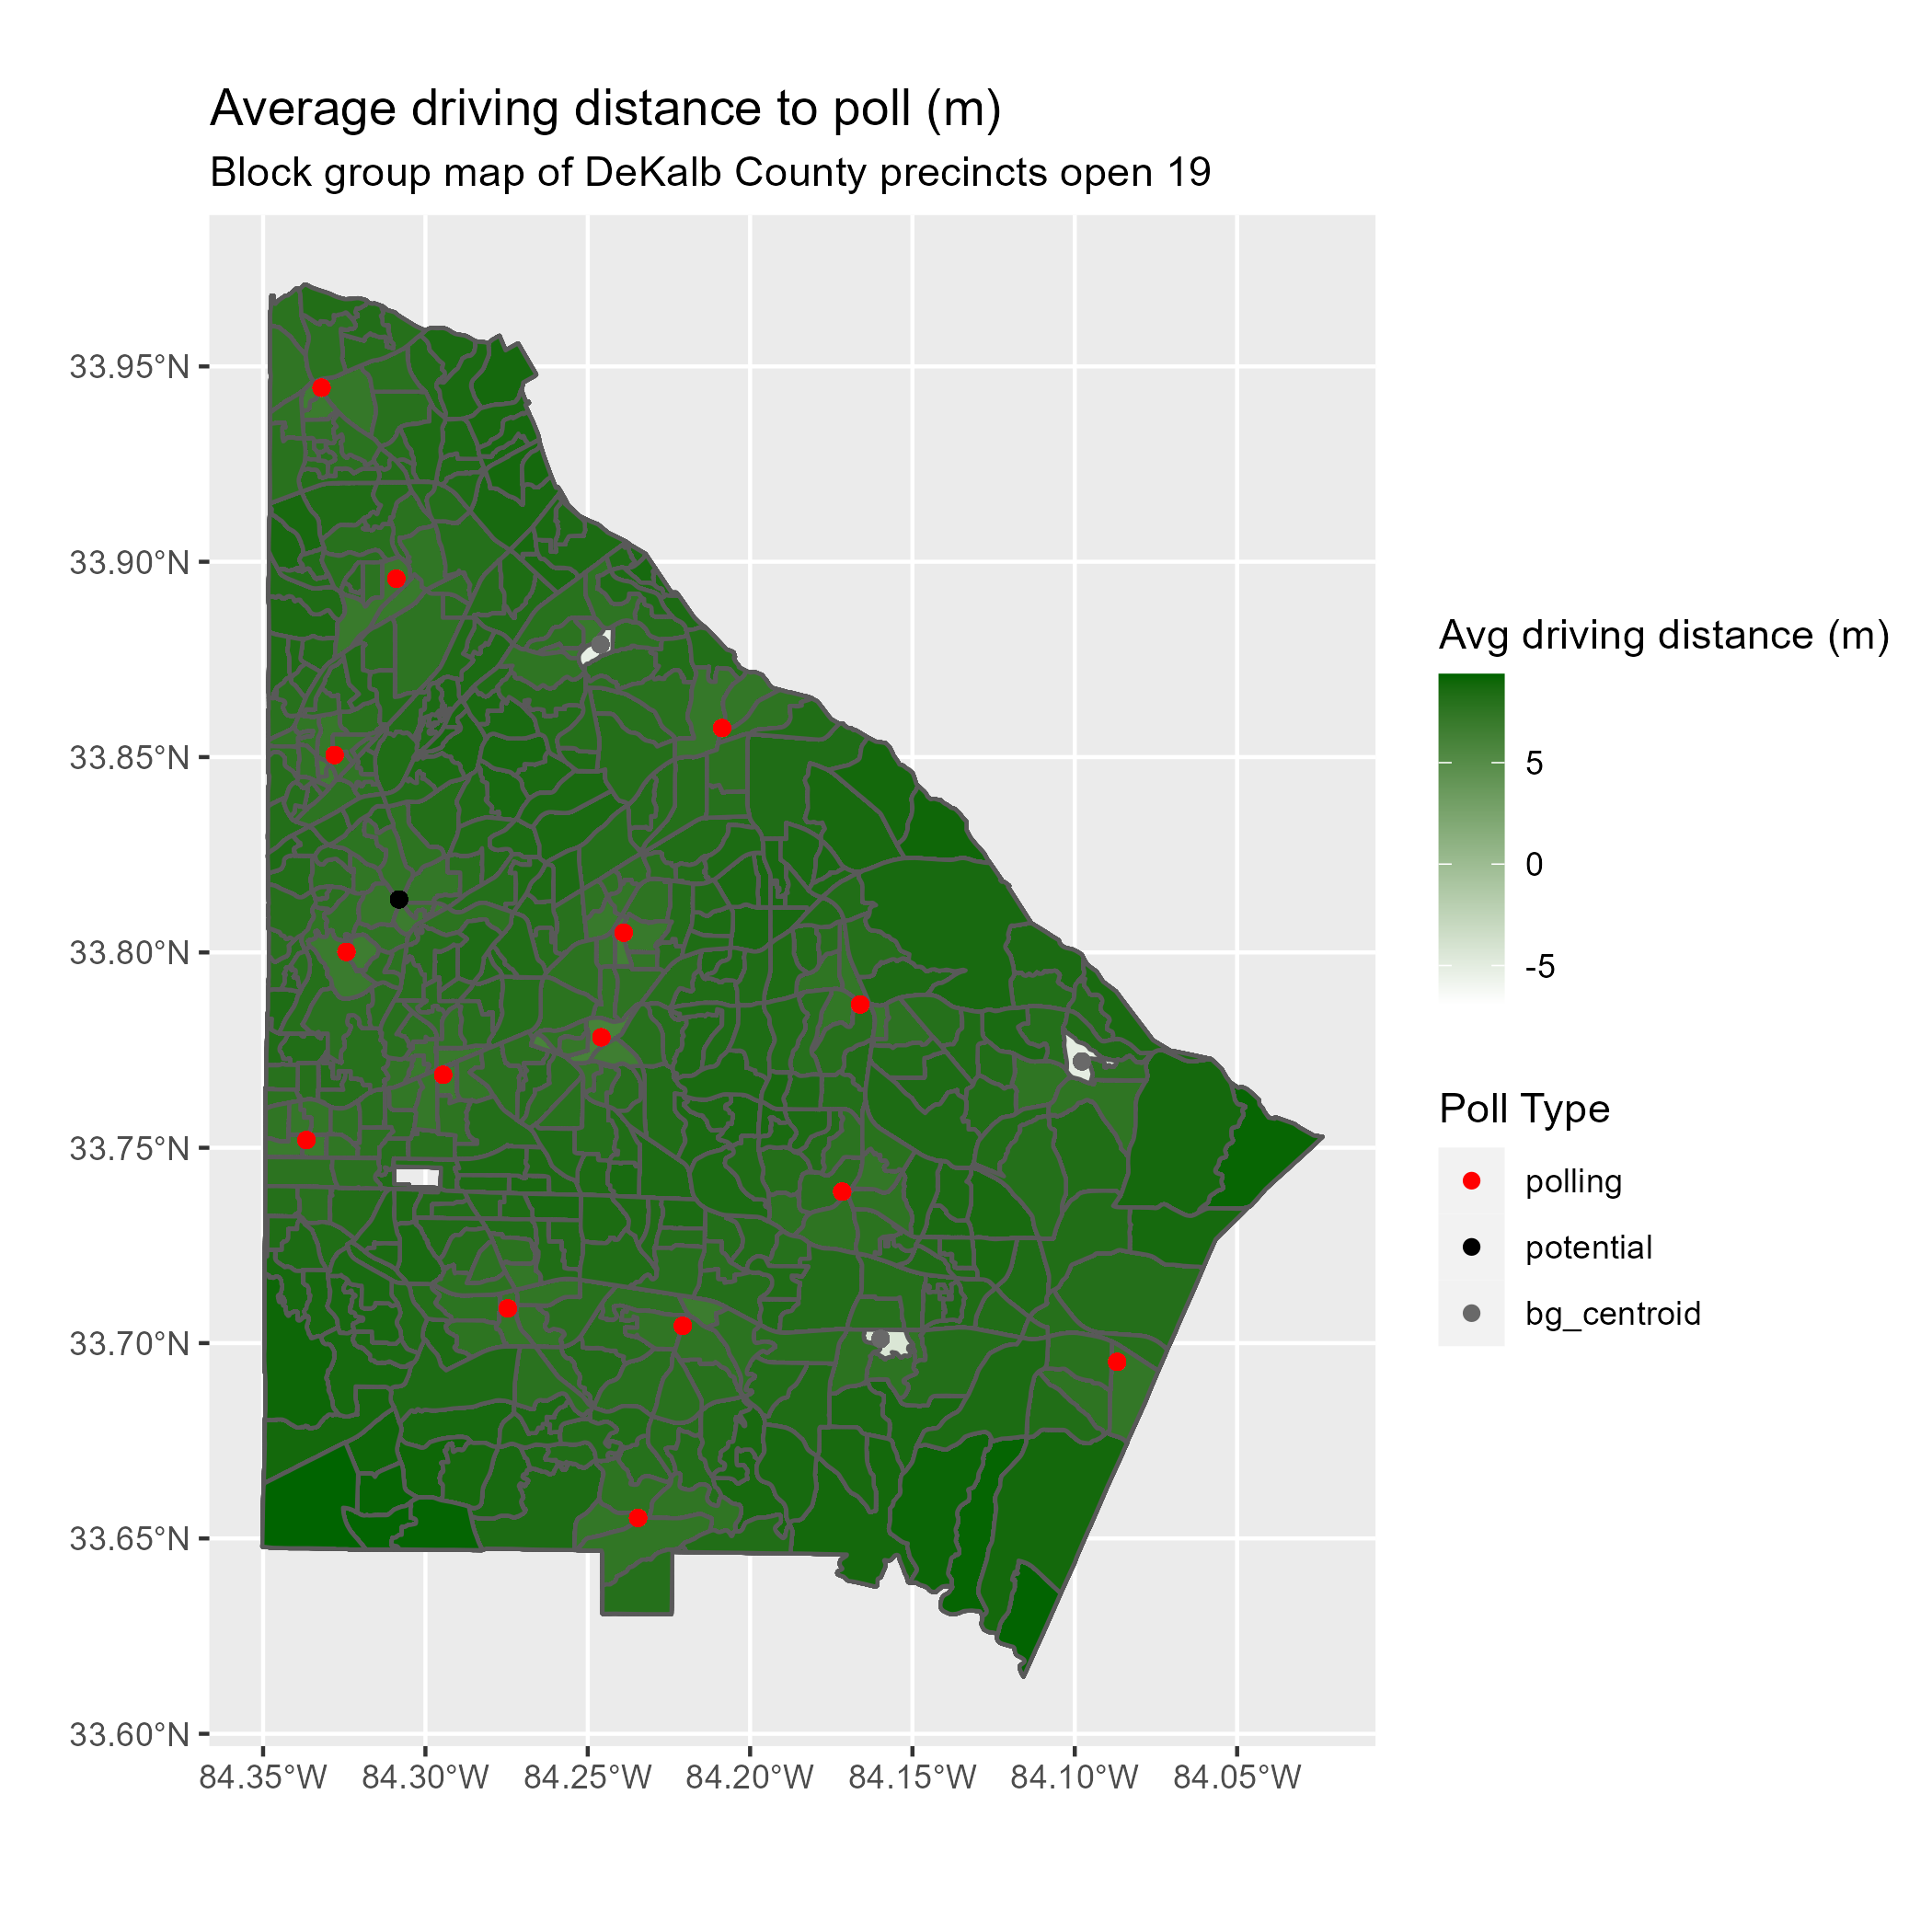 Average driving distance to poll (m)
Block group map of DeKalb County precincts open 19
33.95°N
33.90°N
33.85°N
33.80°N
33.75°N
33.70°N
33.65°N
33.60°N
84.35°W 84.30°W 84.25°W 84.20°W 84.15°W 84.10°W 84.05°W
Avg driving distance (m)
5
0
-5
Poll Type
polling
potential
bg_centroid